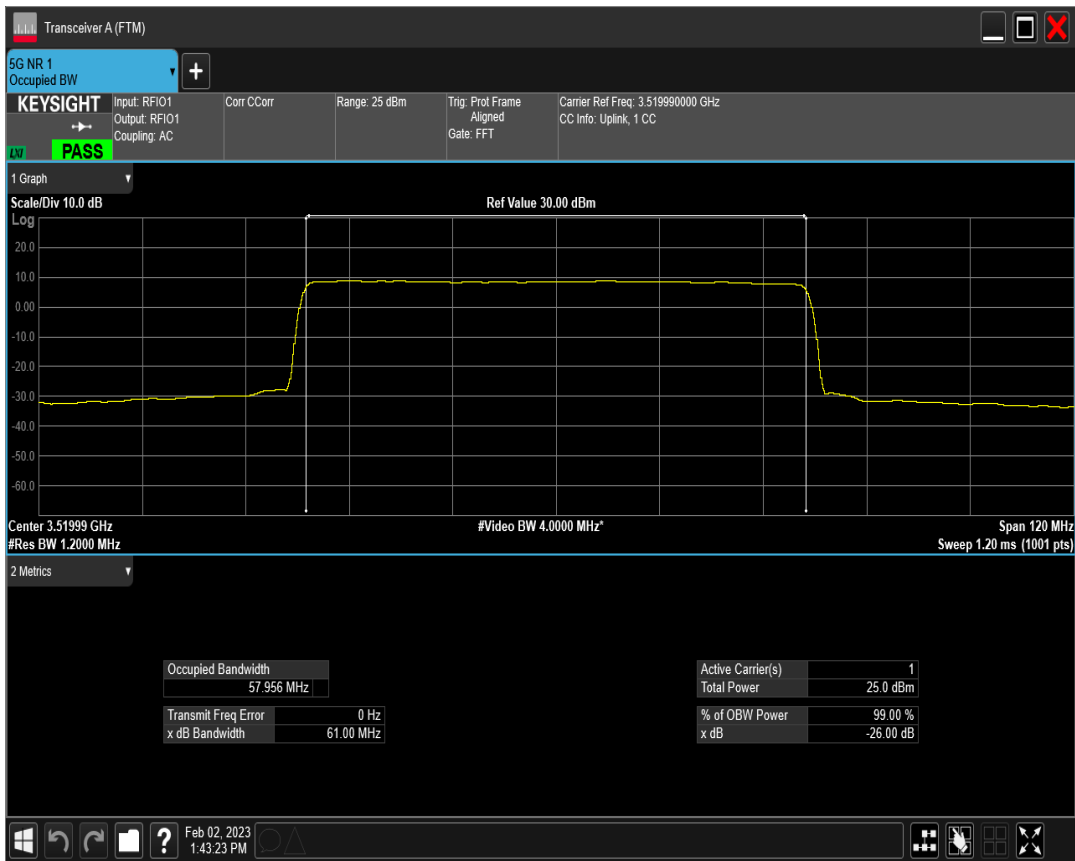 Transceiver A (FTM)
5G NR 1
Occupied BW
+
KEYSIGHT
LXI
PASS
Input: RFIO1
Output: RFIO1
Coupling: AC
Corr CCorr
Range: 25 dBm
Trig: Prot Frame
Aligned
Gate: FFT
Carrier Ref Freq: 3.519990000 GHz
CC Info: Uplink, 1 CC
1 Graph
Scale/Div 10.0 dB
Ref Value 30.00 dBm
Log
20.0
10.0
0.00
-10.0
-20.0
-30.0
-40.0
-50.0
-60.0
Center 3.51999 GHz
#Video BW 4.0000 MHz*
Span 120 MHz
#Res BW 1.2000 MHz
Sweep 1.20 ms (1001 pts)
2 Metrics
Occupied Bandwidth
57.956 MHz
Transmit Freq Error 0 Hz
x dB Bandwidth 61.00 MHz
Active Carrier(s) 1
Total Power 25.0 dBm
% of OBW Power 99.00 %
x dB -26.00 dB
?
Feb 02, 2023
1:43:23 PM